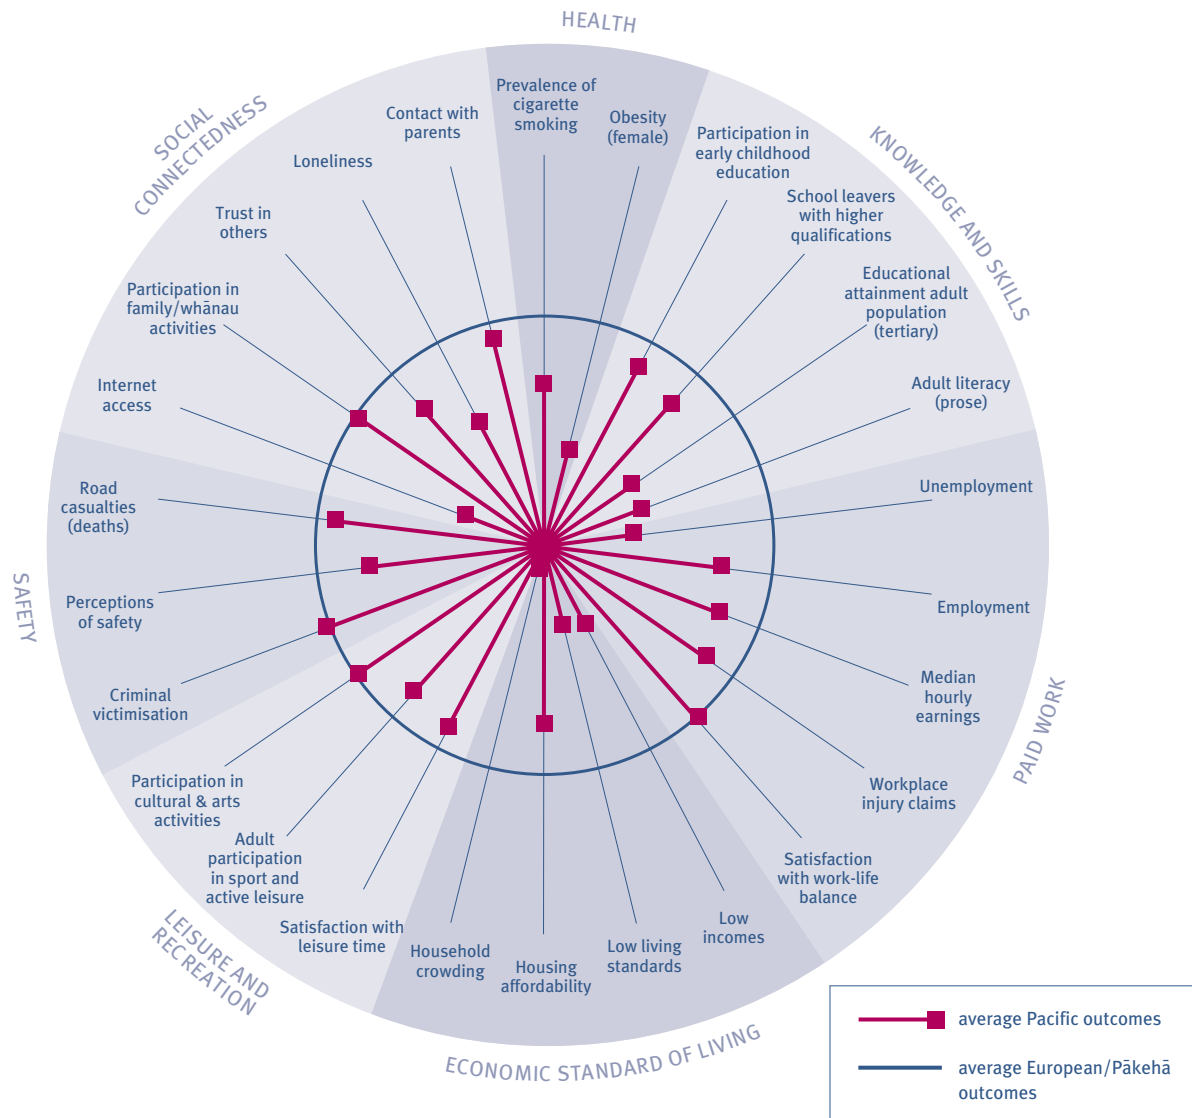 HEALTH
Prevalence of
cigarette
smoking
Obesity
(female)
KNOWLEDGE AND SKILLS
Participation in
early childhood
education
School leavers
with higher
qualifications
Educational
attainment adult
population
(tertiary)
Adult literacy
(prose)
PAID WORK
Unemployment
Employment
Median
hourly
earnings
Workplace
injury claims
Satisfaction
with work-life
balance
ECONOMIC STANDARD OF LIVING
Low
incomes
Low living
standards
Housing
affordability
Household
crowding
LEISURE AND
RECREATION
Satisfaction with
leisure time
Adult
participation
in sport and
active leisure
Participation in
cultural & arts
activities
SAFETY
Criminal
victimisation
Perceptions
of safety
Road
casualties
(deaths)
SOCIAL
CONNECTEDNESS
Internet
access
Participation in
family/whānau
activities
Trust in
others
Loneliness
Contact with
parents
average Pacific outcomes
average European/Pākehā
outcomes